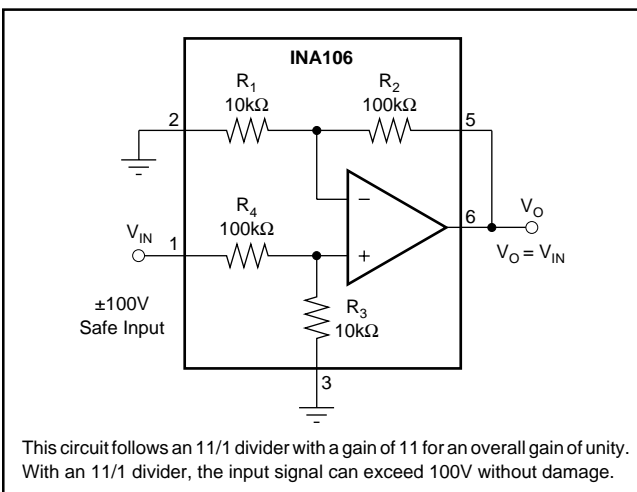 INA106
R1
10kΩ
R2
100kΩ
2
5
−
+
6
VO
VO = VIN
R4
100kΩ
VIN
1
±100V
Safe Input
R3
10kΩ
3
This circuit follows an 11/1 divider with a gain of 11 for an overall gain of unity.
With an 11/1 divider, the input signal can exceed 100V without damage.